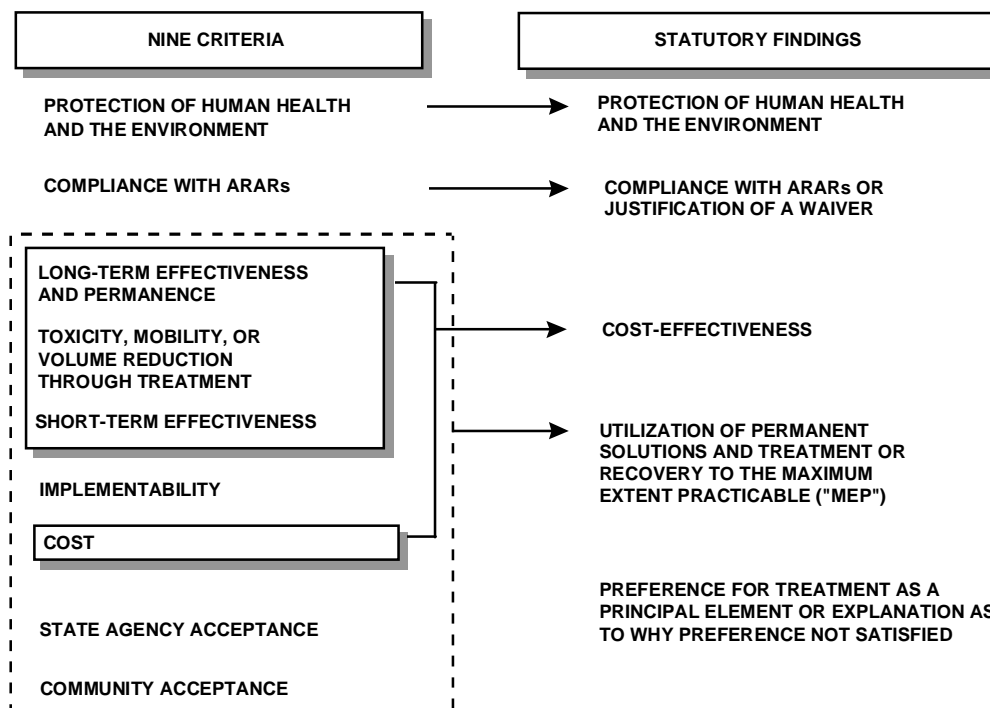 NINE CRITERIA
STATUTORY FINDINGS
PROTECTION OF HUMAN HEALTH
AND THE ENVIRONMENT
PROTECTION OF HUMAN HEALTH
AND THE ENVIRONMENT
COMPLIANCE WITH ARARs
COMPLIANCE WITH ARARs OR
JUSTIFICATION OF A WAIVER
LONG-TERM EFFECTIVENESS
AND PERMANENCE
TOXICITY, MOBILITY, OR
VOLUME REDUCTION
THROUGH TREATMENT
SHORT-TERM EFFECTIVENESS
IMPLEMENTABILITY
COST
STATE AGENCY ACCEPTANCE
COMMUNITY ACCEPTANCE
COST-EFFECTIVENESS
UTILIZATION OF PERMANENT
SOLUTIONS AND TREATMENT OR
RECOVERY TO THE MAXIMUM
EXTENT PRACTICABLE ("MEP")
PREFERENCE FOR TREATMENT AS A
PRINCIPAL ELEMENT OR EXPLANATION AS
TO WHY PREFERENCE NOT SATISFIED